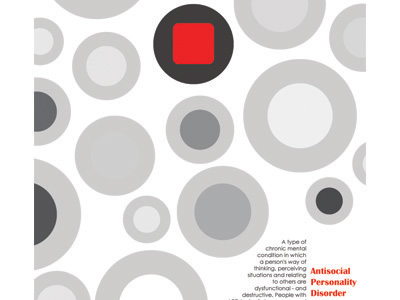 A type of
chronic mental
condition in which
a person's way of
thinking, perceiving
situations and relating
to others are
dysfunctional - and
destructive. People with
Antisocial
Personality
Disorder